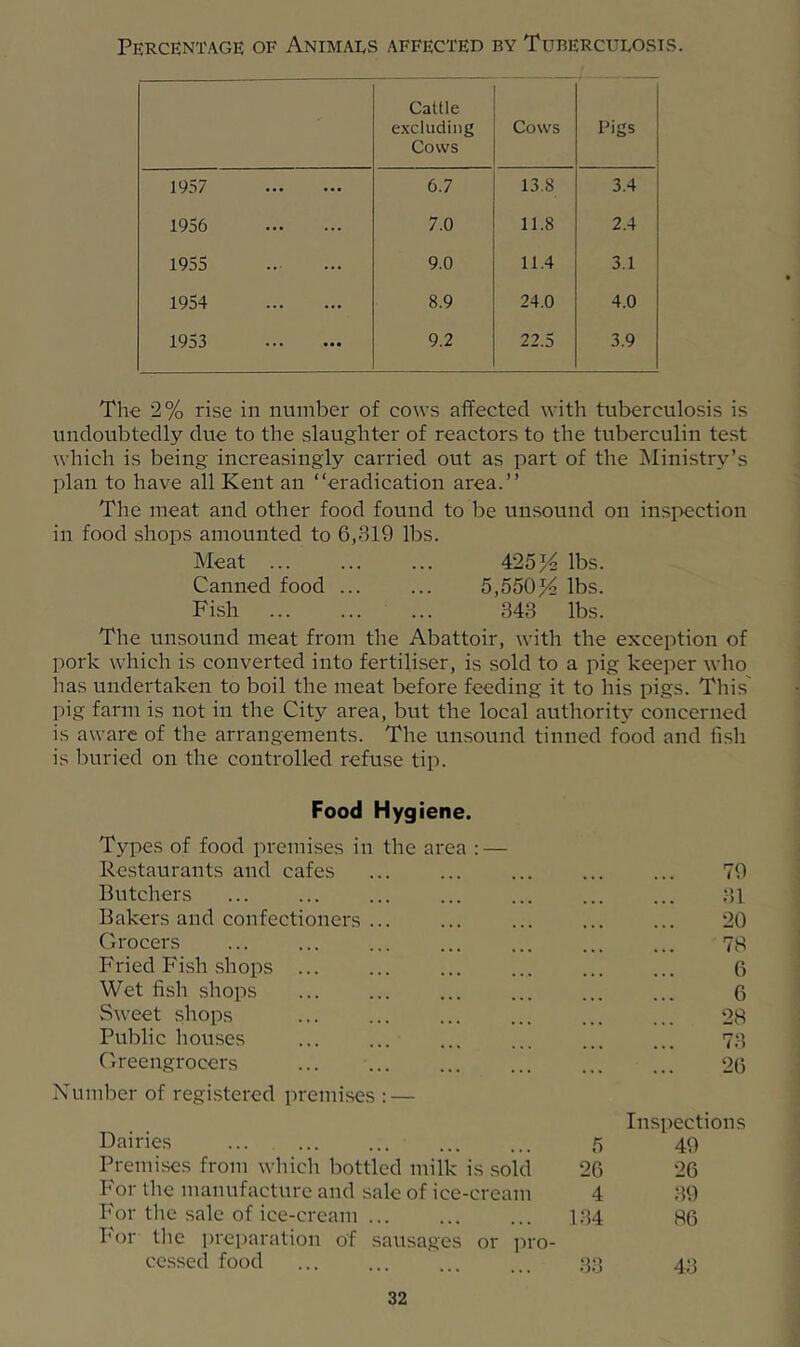 Percentage of Animals affected by Tuberculosis.
Cattle excluding Cows Cows Pigs
1957 ... ... 6.7 13.8 3.4
1956 ... ... 7.0 11.8 2.4
1955 ... ... 9.0 11.4 3.1
1954 ... ... 8.9 24.0 4.0
1953 ... ... 9.2 22.5 3.9
The 2% rise in number of cows affected with tuberculosis is
undoubtedly due to the slaughter of reactors to the tuberculin test
which is being increasingly carried out as part of the Ministry's
plan to have all Kent an "eradication area."
The meat and other food found to be unsound on inspection
in food shops amounted to 6,319 lbs.
Meat ... ... ... 425½ lbs.
Canned food ... ... 5,550½ lbs.
Fish ... ... ... 343 lbs.
The unsound meat from the Abattoir, with the exception of
pork which is converted into fertiliser, is sold to a pig keeper who
has undertaken to boil the meat before feeding it to his pigs. This
pig farm is not in the City area, but the local authority concerned
is aware of the arrangements. The unsound tinned food and fish
is buried on the controlled refuse tip.
Food Hygiene.
Types of food premises in the area :—
Restaurants and cafes ... ... ... ... ... 79
Butchers ... ... ... ... ... ... ... 31
Bakers and confectioners ... ... ... ... ... 20
Grocers ... ... ... ... ... ... ... 78
Fried Fish shops ... ... ... ... ... ... 6
Wet fish shops ... ... ... ... ... ... 6
Sweet shops ... ... ... ... ... ... 28
Public houses ... ... ... ... ... ... 73
Greengrocers ... ... ... ... ... ... 26
Number of registered premises :—
Inspections
Dairies ... ... ... ... ... 5 49
Premises from which bottled milk is sold 26 26
For the manufacture and sale of ice-cream 4 39
For the sale of ice-cream ... ... ... 134 86
For the preparation of sausages or pro-
cessed food ... ... ... ... 33 43
32